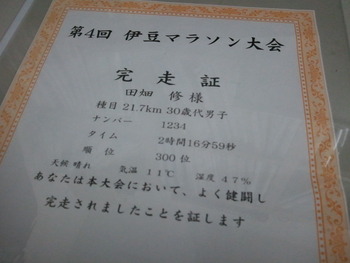 第4回 伊豆マラソン大会
完走証
田畑 修様
種目 21.7km 30歳代男子
ナンバー 1234
タイム 2時間16分59秒
順位 300位
天候 晴れ 気温 11℃ 湿度 47%
あなたは本大会において、よく健闘し
完走されましたことを証します